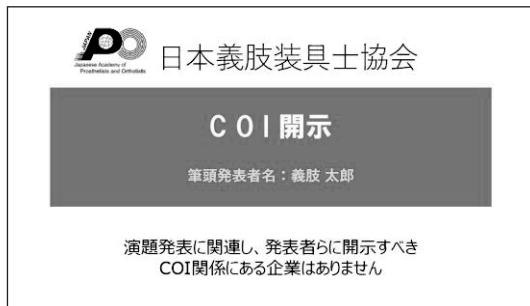 JAPAN
PO
Japanese Academy of
Prosthetists and Orthotists
日本義肢装具士協会
COI開示
筆頭発表者名：義肢 太郎
演題発表に関連し、発表者らに開示すべき
COI関係にある企業はありません